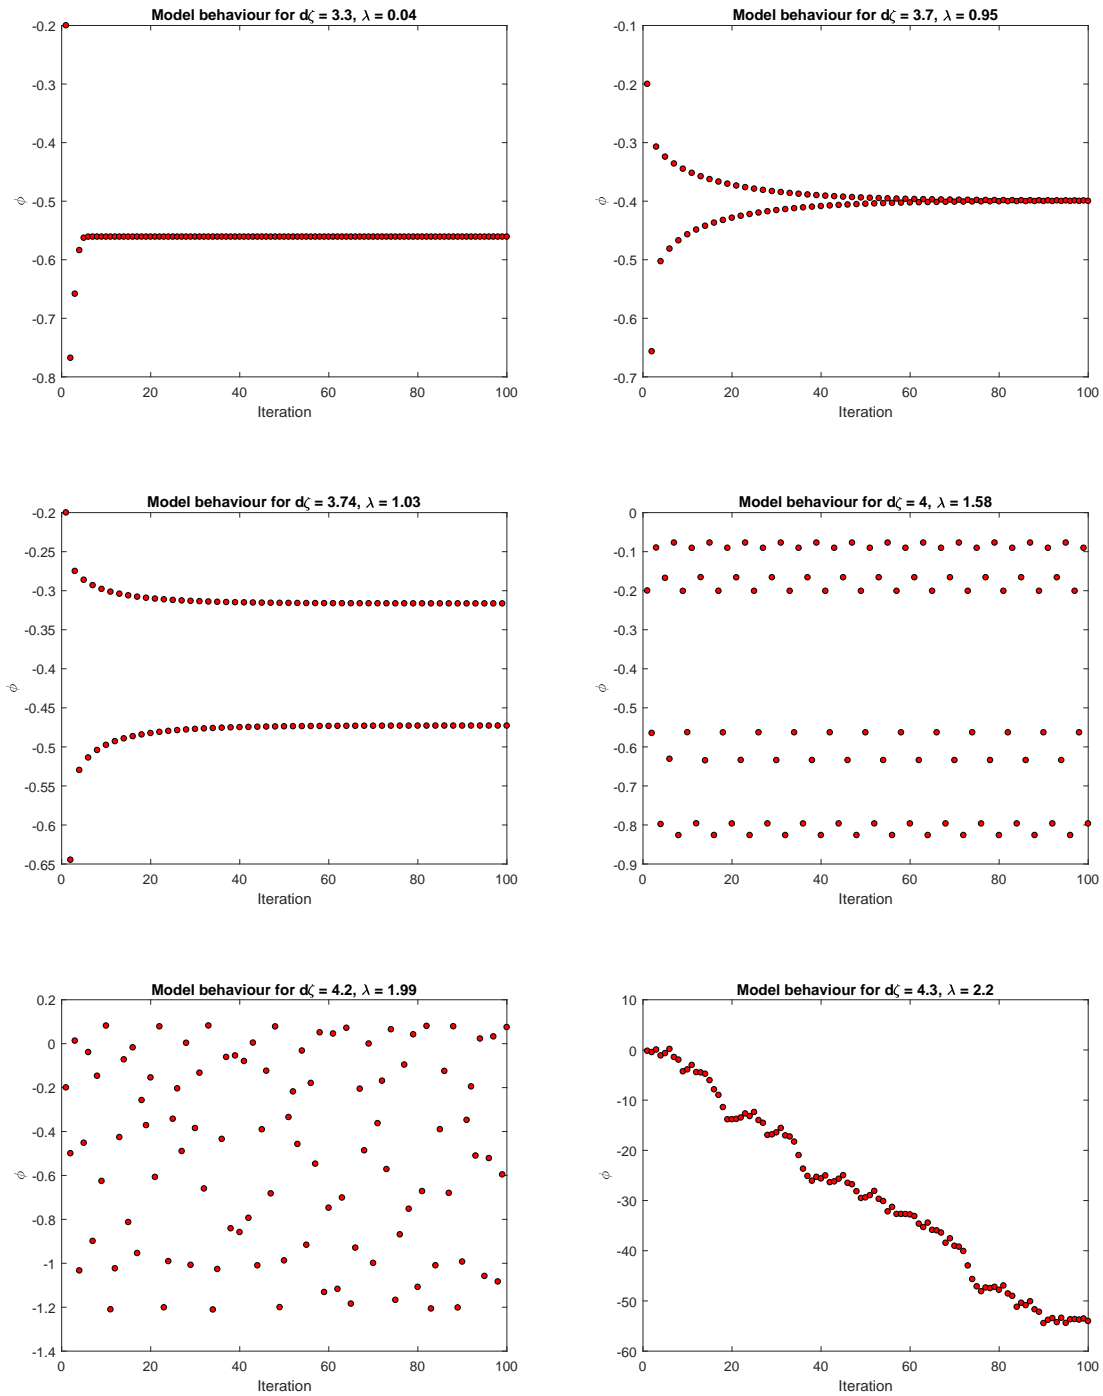 Model behaviour for dζ = 3.3, λ = 0.04
-0.2
-0.3
-0.4
-0.5
-0.6
-0.7
-0.8
ϕ
0 20 40 60 80 100
Iteration
Model behaviour for dζ = 3.7, λ = 0.95
-0.1
-0.2
-0.3
-0.4
-0.5
-0.6
-0.7
ϕ
0 20 40 60 80 100
Iteration
Model behaviour for dζ = 3.74, λ = 1.03
-0.2
-0.25
-0.3
-0.35
-0.4
-0.45
-0.5
-0.55
-0.6
-0.65
ϕ
0 20 40 60 80 100
Iteration
Model behaviour for dζ = 4, λ = 1.58
0
-0.1
-0.2
-0.3
-0.4
-0.5
-0.6
-0.7
-0.8
-0.9
ϕ
0 20 40 60 80 100
Iteration
Model behaviour for dζ = 4.2, λ = 1.99
0.2
0
-0.2
-0.4
-0.6
-0.8
-1
-1.2
-1.4
ϕ
0 20 40 60 80 100
Iteration
Model behaviour for dζ = 4.3, λ = 2.2
10
0
-10
-20
-30
-40
-50
-60
ϕ
0 20 40 60 80 100
Iteration